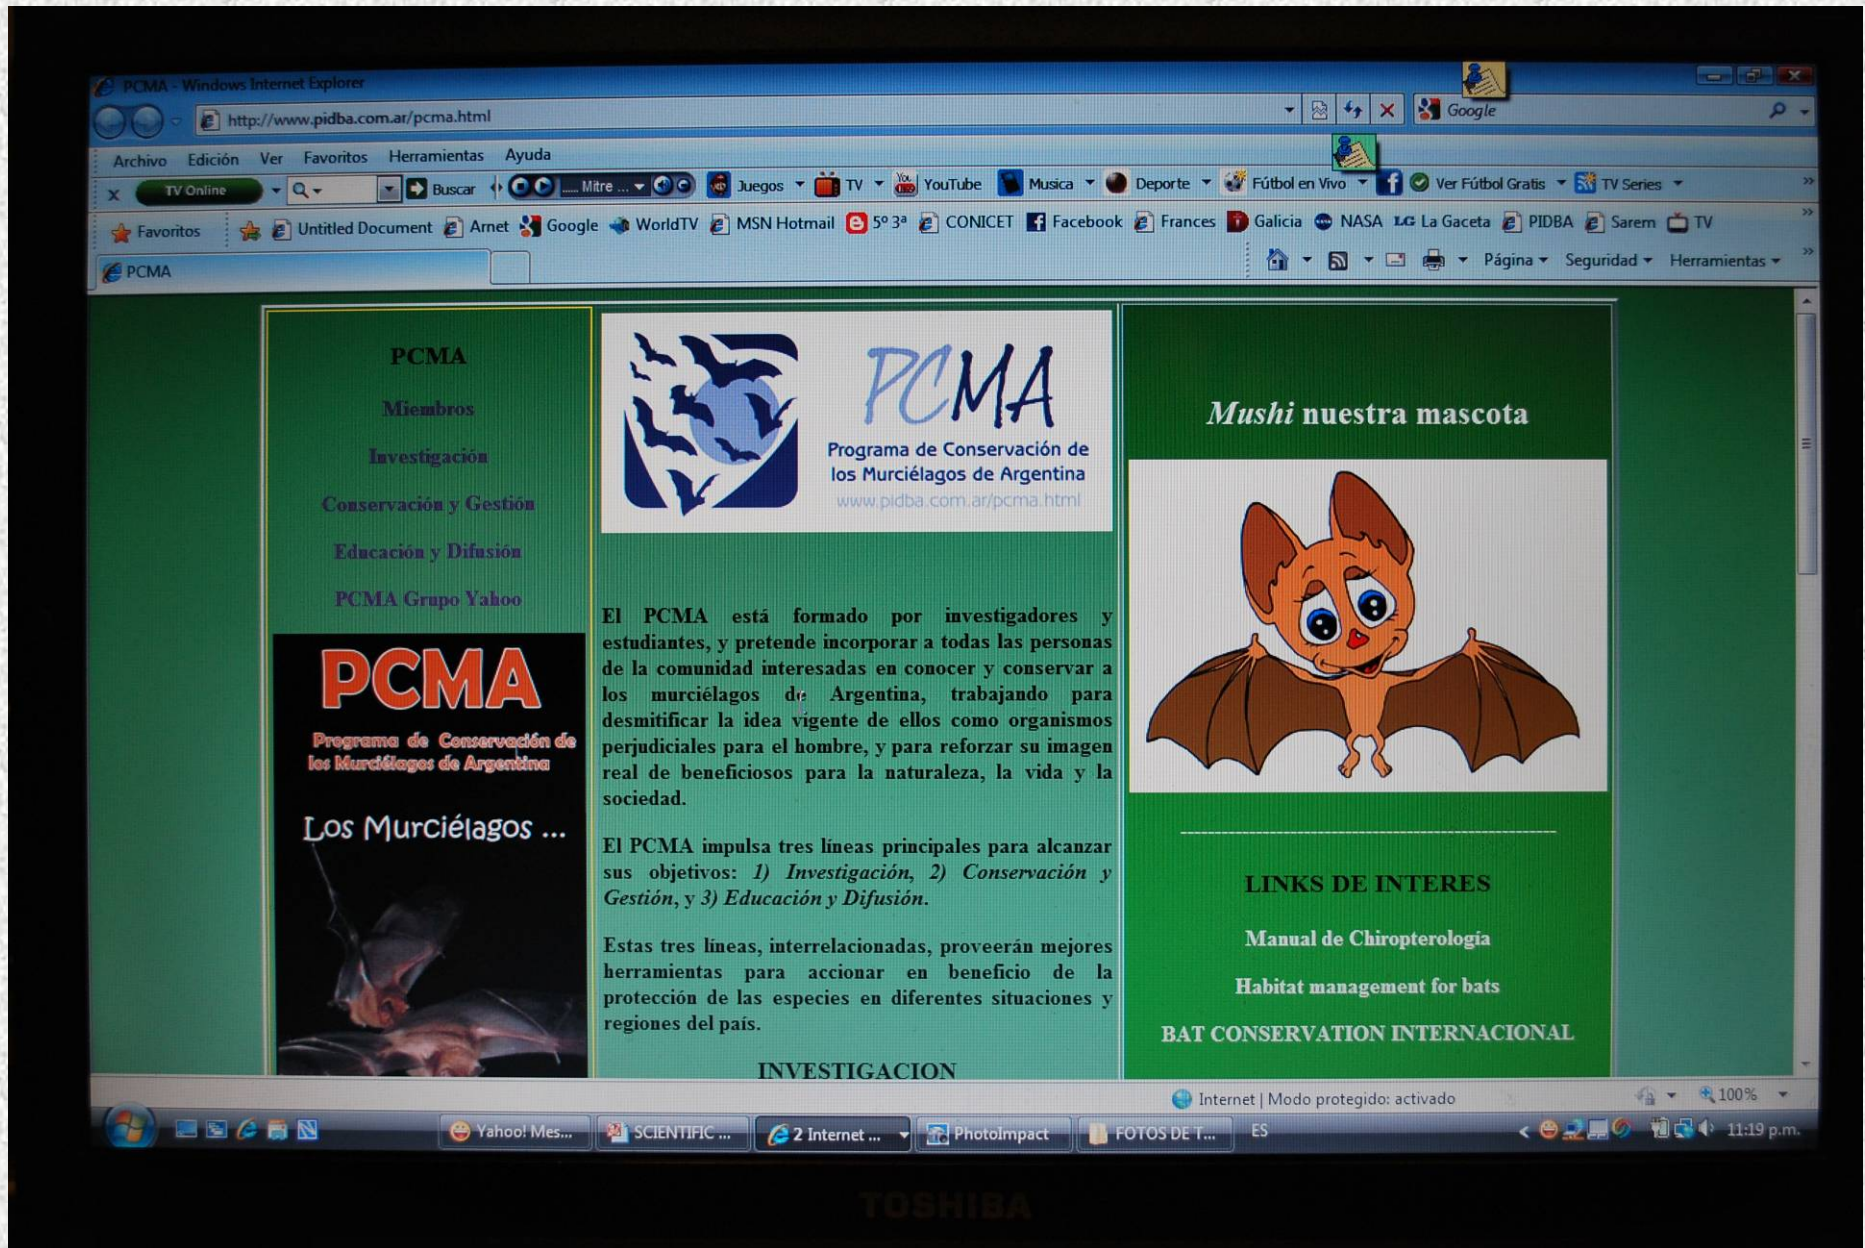 PCMA - Windows Internet Explorer
http://www.pidba.com.ar/pcma.html
Google
Archivo Edición Ver Favoritos Herramientas Ayuda
x TV Online Buscar ..... Mitre ... Juegos TV YouTube Musica Deporte Fútbol en Vivo Ver Fútbol Gratis TV Series
Favoritos Untitled Document Arnet Google WorldTV MSN Hotmail 5º 3ª CONICET Facebook Frances Galicia NASA LG La Gaceta PIDBA Sarem TV
PCMA
Página Seguridad Herramientas
PCMA
Miembros
Investigación
Conservación y Gestión
Educación y Difusión
PCMA Grupo Yahoo
PCMA
Programa de Conservación de
los Murciélagos de Argentina
Los Murciélagos ...
PCMA
Programa de Conservación de
los Murciélagos de Argentina
www.pidba.com.ar/pcma.html
El PCMA está formado por investigadores y
estudiantes, y pretende incorporar a todas las personas
de la comunidad interesadas en conocer y conservar a
los murciélagos de Argentina, trabajando para
desmitificar la idea vigente de ellos como organismos
perjudiciales para el hombre, y para reforzar su imagen
real de beneficiosos para la naturaleza, la vida y la
sociedad.
El PCMA impulsa tres líneas principales para alcanzar
sus objetivos: 1) Investigación, 2) Conservación y
Gestión, y 3) Educación y Difusión.
Estas tres líneas, interrelacionadas, proveerán mejores
herramientas para accionar en beneficio de la
protección de las especies en diferentes situaciones y
regiones del país.
INVESTIGACION
Mushi nuestra mascota
LINKS DE INTERES
Manual de Chiropterología
Habitat management for bats
BAT CONSERVATION INTERNACIONAL
Internet | Modo protegido: activado
100%
Yahoo! Mes... SCIENTIFIC ... 2 Internet ... PhotoImpact FOTOS DE T... ES 11:19 p.m.
TOSHIBA